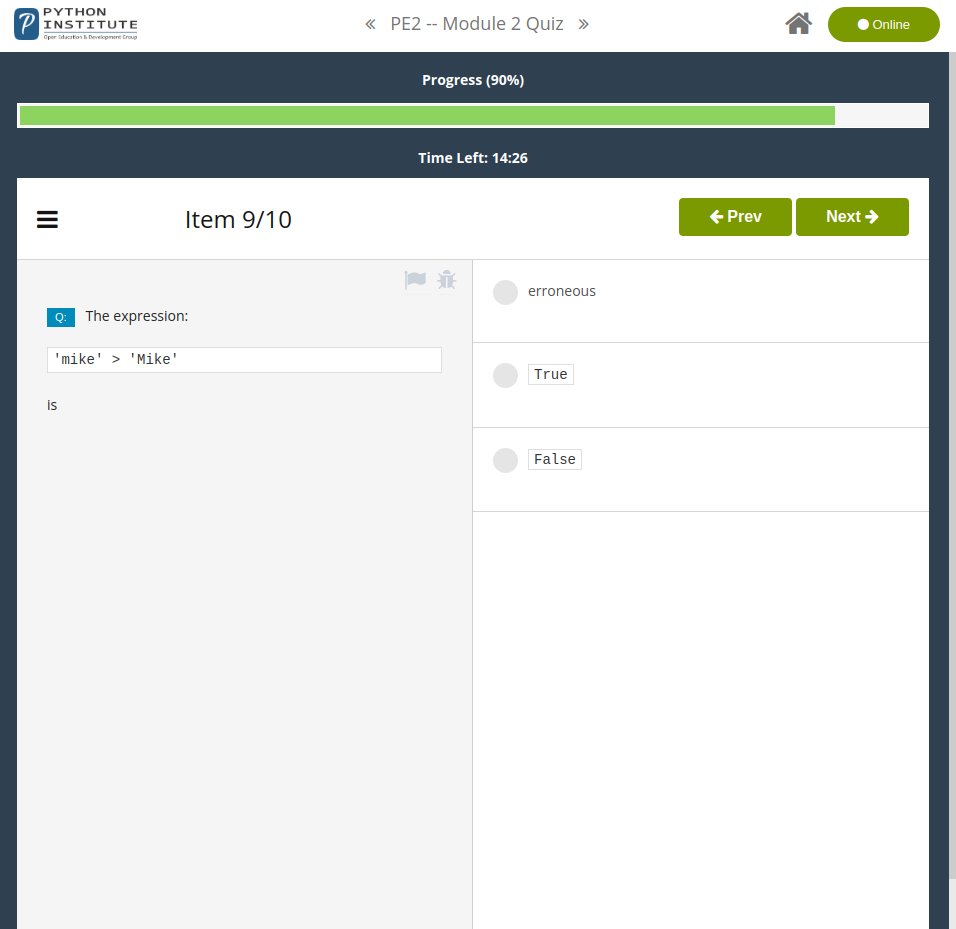 PYTHON
INSTITUTE
Open Education & Development Group
« PE2 -- Module 2 Quiz »
Online
Progress (90%)
Time Left: 14:26
Item 9/10
Prev
Next
Q: The expression:
'mike' > 'Mike'
is
erroneous
True
False